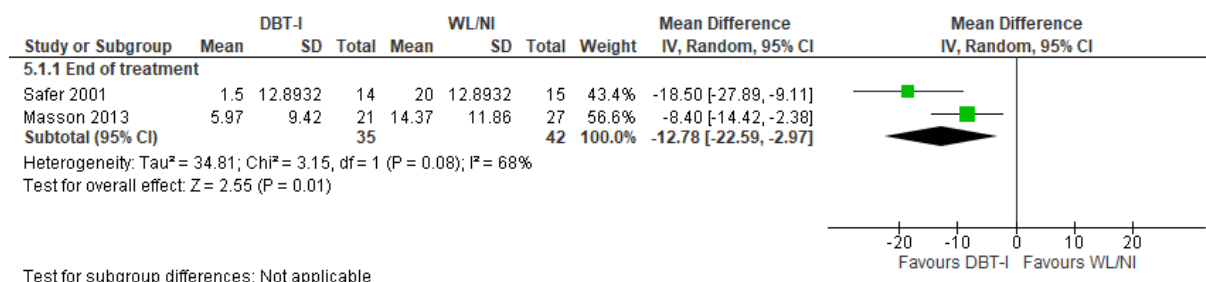 DBT-I WL/NI Mean Difference Mean Difference
Study or Subgroup Mean SD Total Mean SD Total Weight IV, Random, 95% CI IV, Random, 95% CI
5.1.1 End of treatment
Safer 2001 1.5 12.8932 14 20 12.8932 15 43.4% -18.50 [-27.89, -9.11]
Masson 2013 5.97 9.42 21 14.37 11.86 27 56.6% -8.40 [-14.42, -2.38]
Subtotal (95% CI) 35 42 100.0% -12.78 [-22.59, -2.97]
Heterogeneity: Tau² = 34.81; Chi² = 3.15, df = 1 (P = 0.08); I² = 68%
Test for overall effect: Z = 2.55 (P = 0.01)
-20 -10 0 10 20
Favours DBT-I Favours WL/NI
Test for subgroup differences: Not applicable